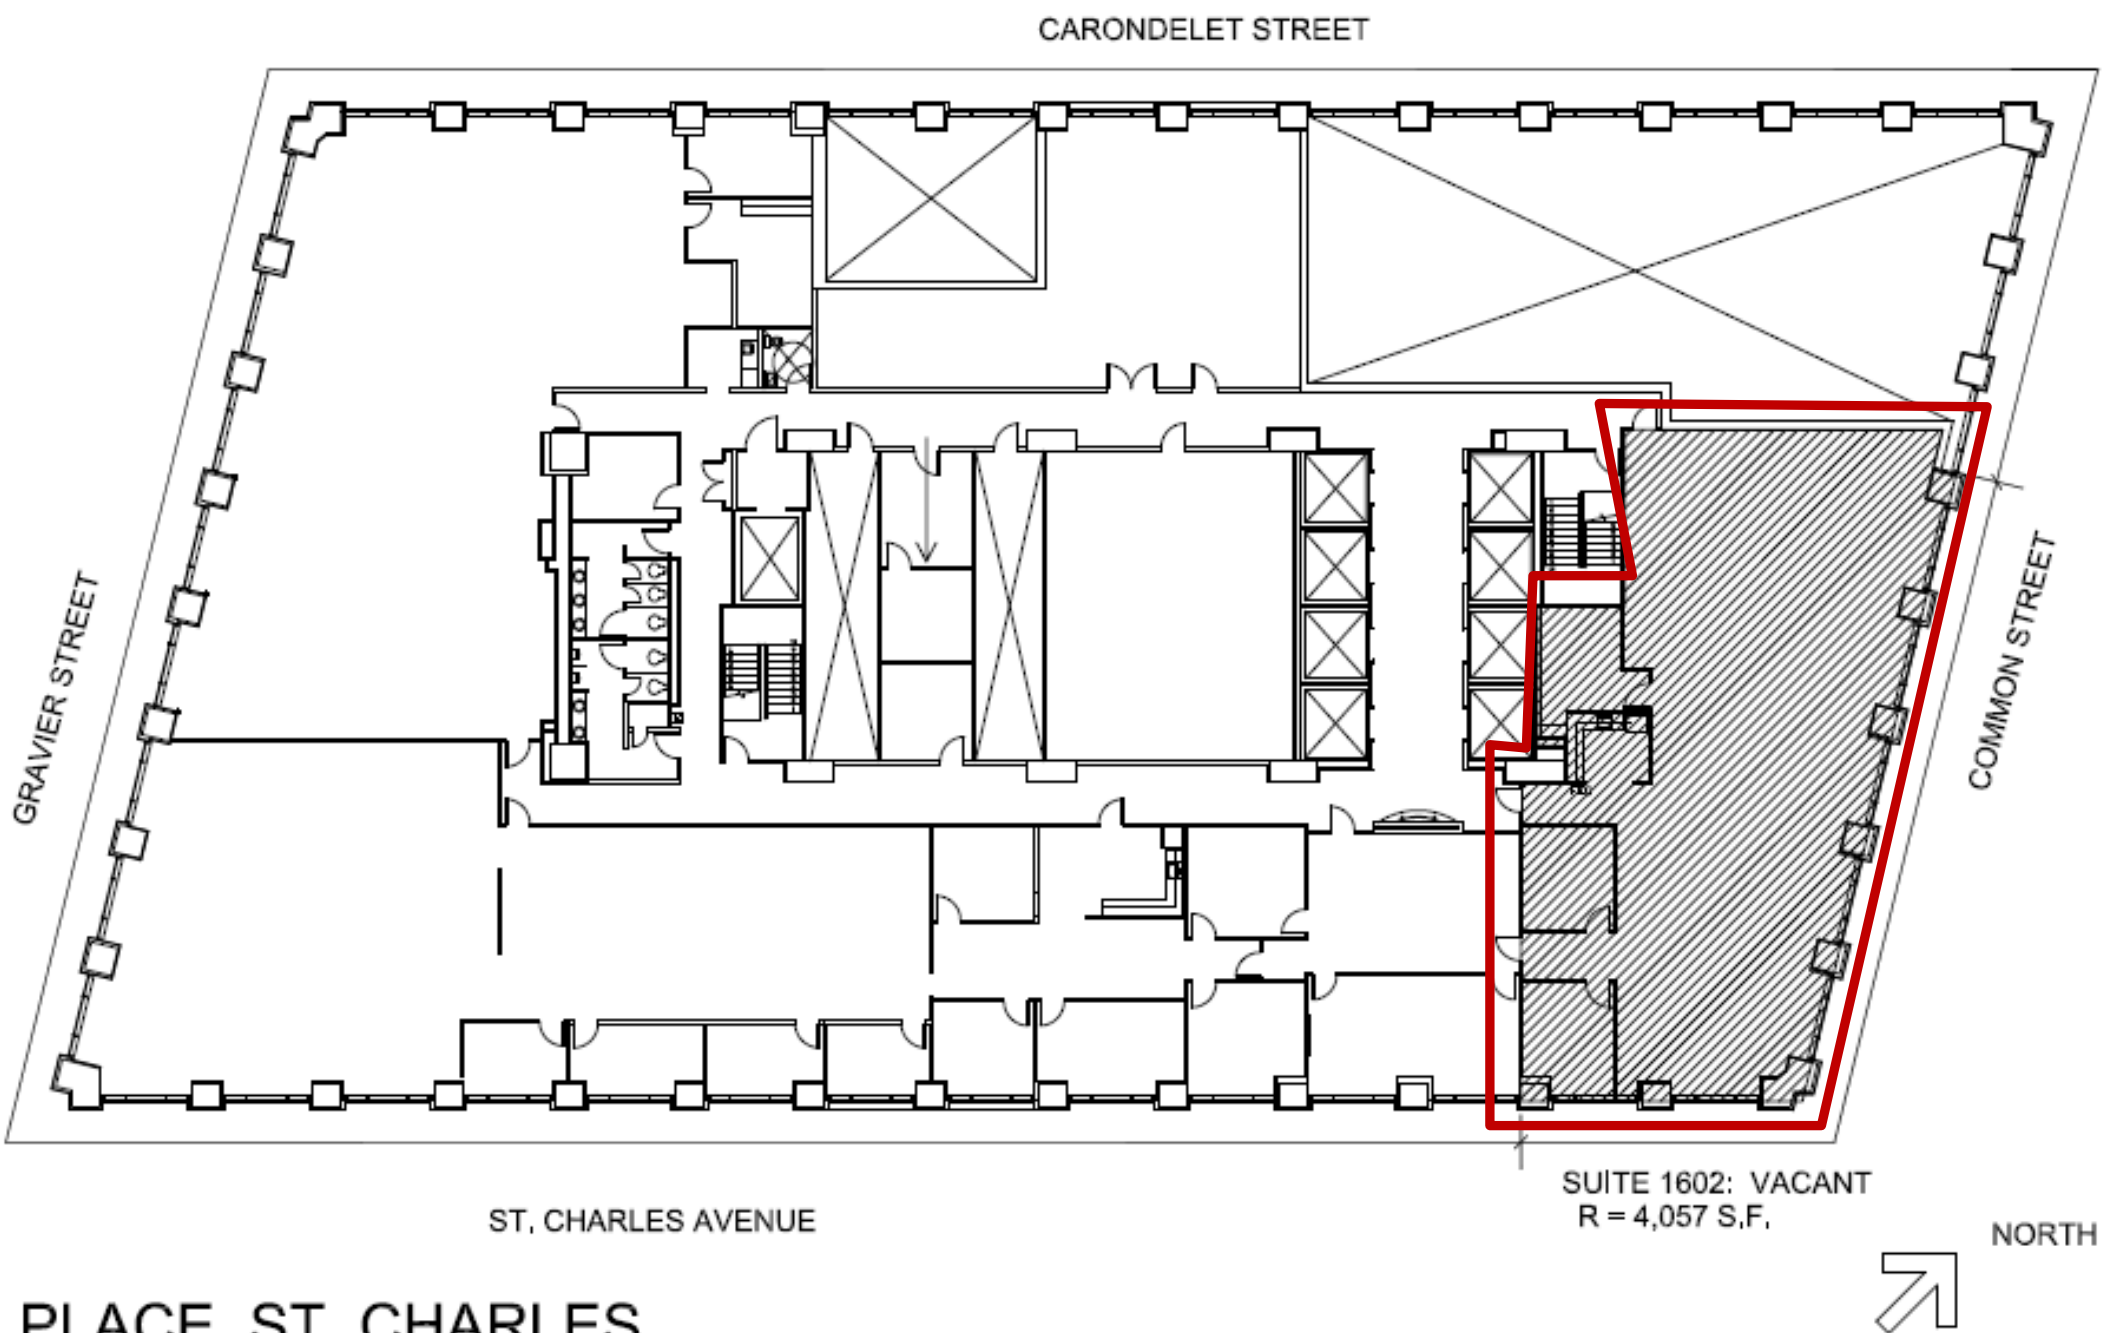 CARONDELET STREET
GRAVIER STREET
COMMON STREET
ST. CHARLES AVENUE
SUITE 1602: VACANT
R = 4,057 S.F.
NORTH
PLACE ST. CHARLES